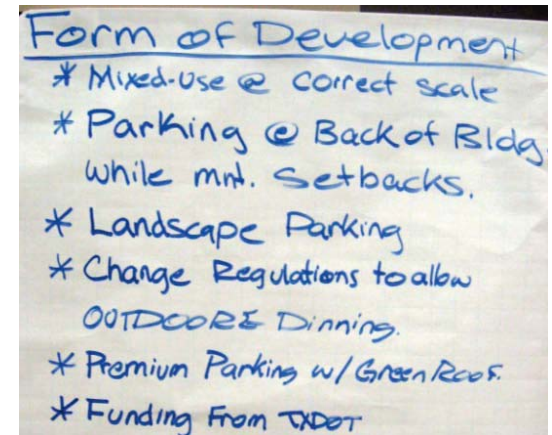 Form of Development
* Mixed-Use @ correct scale
* Parking @ Back of Bldg.
while mnt. Setbacks.
* Landscape Parking
* Change Regulations to allow
OUTDOORE Dinning.
* Premium Parking w/ Green Roof.
* Funding From TXDOT